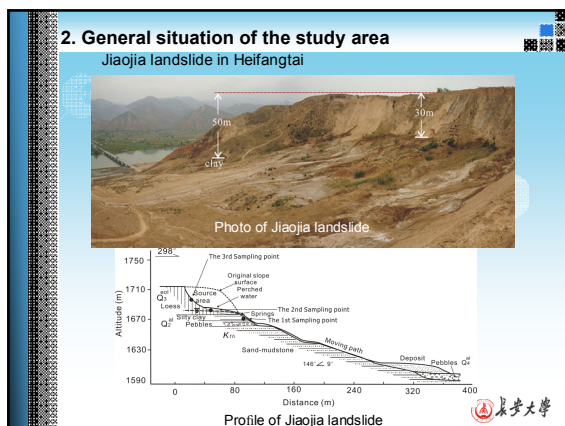 2. General situation of the study area
Jiaojia landslide in Heifangtai
50m
30m
clay
Photo of Jiaojia landslide
1750
298°
The 3rd Sampling point
Original slope
surface
1710
Q₃ᵉᵒˡ
Source
area
Perched
water
Loess
Springs
The 2nd Sampling point
Silty clay
The 1st Sampling point
Q₂ᵃˡ
Pebbles
1670
K₁ₕ
Sand-mudstone
Moving path
146°∠ 9°
Deposit
Pebbles
Q₄ᵃˡ
1630
1590
Altitude (m)
0
80
160
240
320
400
Distance (m)
Profile of Jiaojia landslide
長安大學